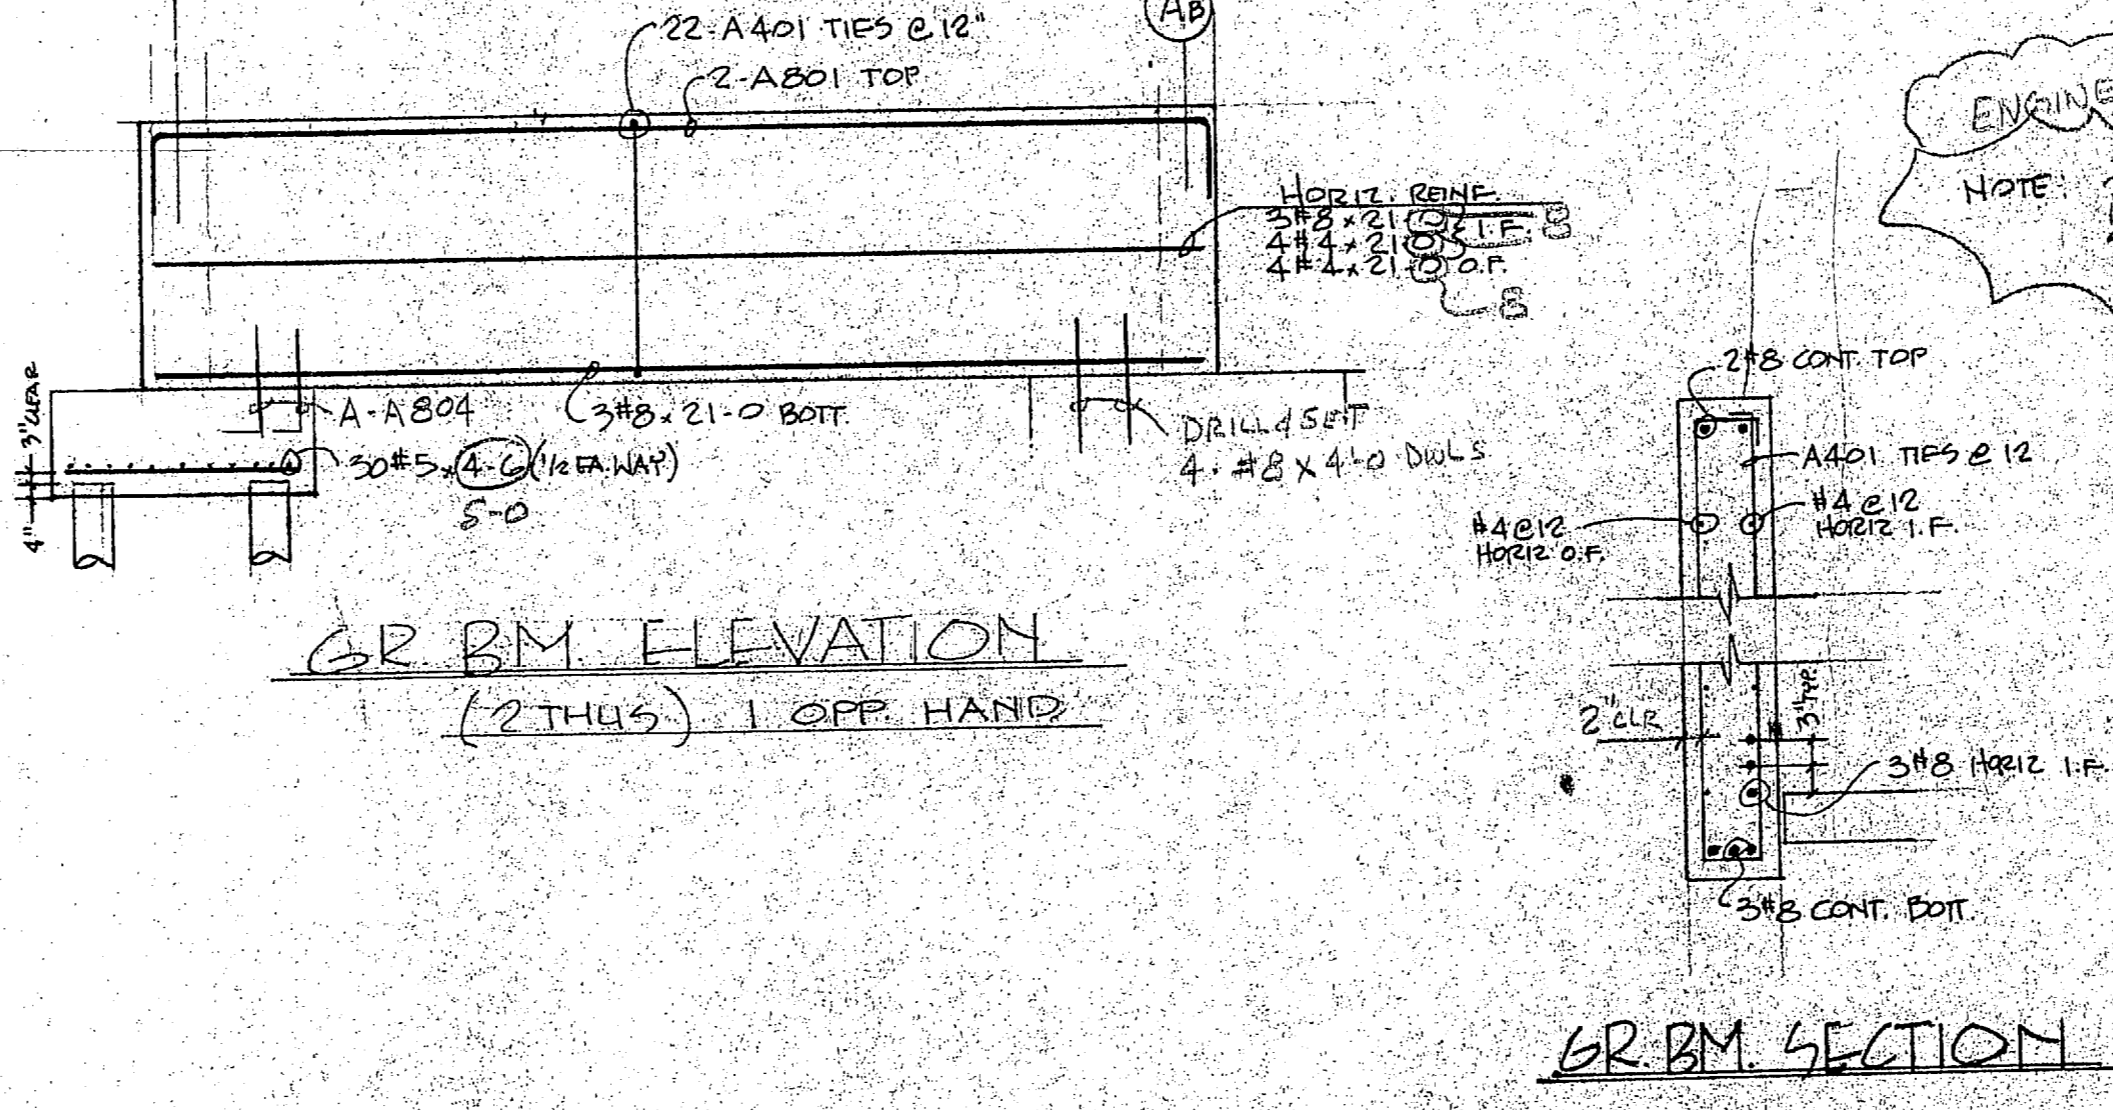 22-A401 TIES @ 12"
2-A801 TOP
AB
HORIZ. REINF.
3#8 x 21-0 } I.F.
4#4 x 21-0
4#4 x 21-0 O.F.
8
8
NOTE:
3" CLEAR
4"
A-A804
3#8 x 21-0 BOTT.
30#5 x 4-6 (1/2 EA. WAY)
5-0
DRILL & SET
4-#8 x 4'-0 DWLS
GR. BM. ELEVATION
(2 THUS) 1 OPP. HAND.
2#8 CONT. TOP
A401 TIES @ 12
#4 @ 12
HORIZ O.F.
#4 @ 12
HORIZ I.F.
2" CLR
3" TYP.
3#8 HORIZ I.F.
3#8 CONT. BOTT.
GR. BM. SECTION